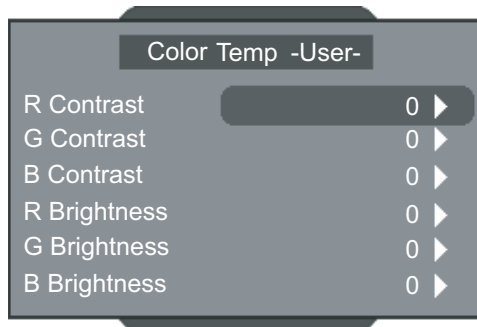 Color Temp -User-
R Contrast 0
G Contrast 0
B Contrast 0
R Brightness 0
G Brightness 0
B Brightness 0